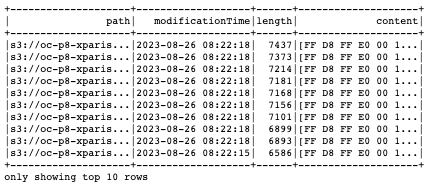 +--------------------+-------------------+------+--------------------+
|                path|   modificationTime|length|             content|
+--------------------+-------------------+------+--------------------+
|s3://oc-p8-xparis...|2023-08-26 08:22:18|  7437|[FF D8 FF E0 00 1...|
|s3://oc-p8-xparis...|2023-08-26 08:22:18|  7373|[FF D8 FF E0 00 1...|
|s3://oc-p8-xparis...|2023-08-26 08:22:18|  7214|[FF D8 FF E0 00 1...|
|s3://oc-p8-xparis...|2023-08-26 08:22:18|  7181|[FF D8 FF E0 00 1...|
|s3://oc-p8-xparis...|2023-08-26 08:22:18|  7168|[FF D8 FF E0 00 1...|
|s3://oc-p8-xparis...|2023-08-26 08:22:18|  7156|[FF D8 FF E0 00 1...|
|s3://oc-p8-xparis...|2023-08-26 08:22:18|  7101|[FF D8 FF E0 00 1...|
|s3://oc-p8-xparis...|2023-08-26 08:22:18|  6899|[FF D8 FF E0 00 1...|
|s3://oc-p8-xparis...|2023-08-26 08:22:18|  6893|[FF D8 FF E0 00 1...|
|s3://oc-p8-xparis...|2023-08-26 08:22:15|  6586|[FF D8 FF E0 00 1...|
+--------------------+-------------------+------+--------------------+
only showing top 10 rows